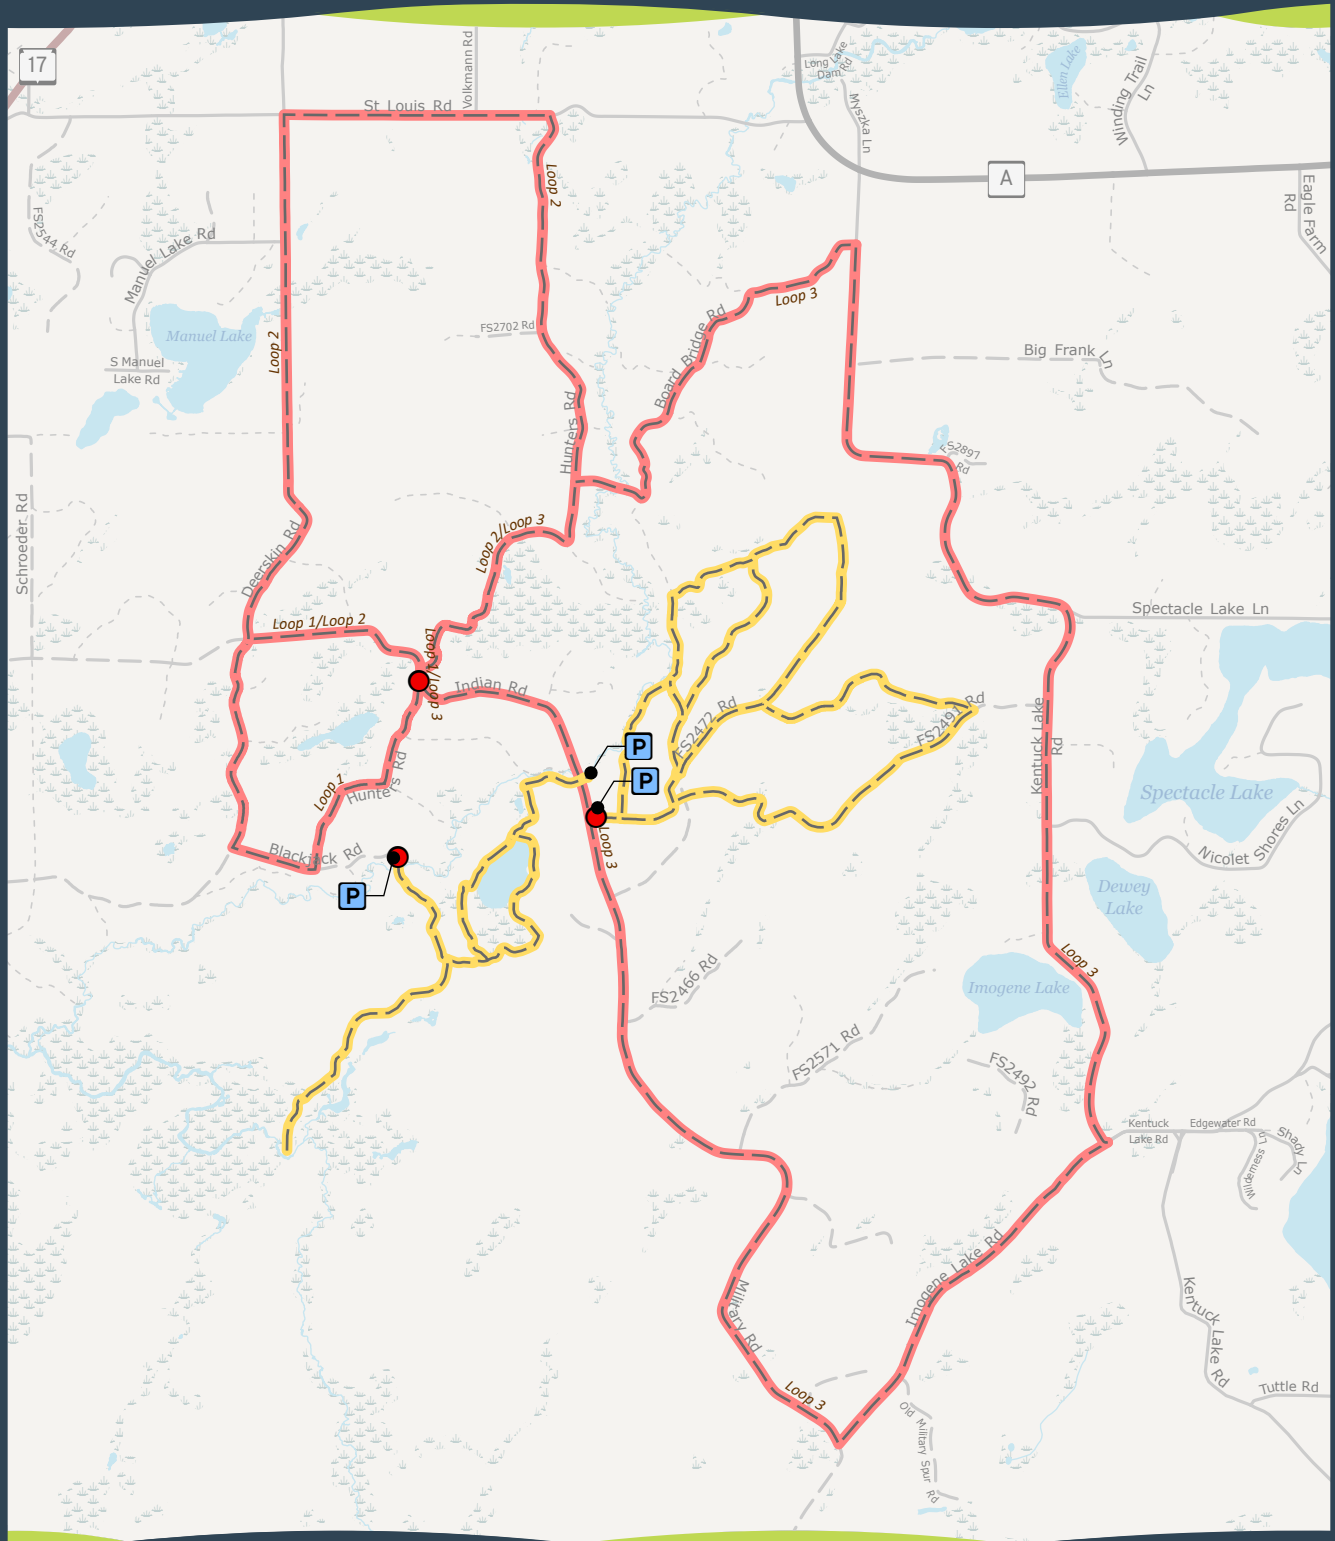 17
Volkmann Rd
Long Lake
Dam Rd
Ellen Lake
Winding Trail
Ln
St Louis Rd
Myszka Ln
A
Eagle Farm
Rd
Loop 2
FS2544 Rd
Manuel Lake Rd
Loop 3
Manuel Lake
Loop 2
FS2702 Rd
Board Bridge Rd
S Manuel
Lake Rd
Big Frank Ln
Hunters Rd
FS2897
Rd
Schroeder Rd
Deerskin Rd
Loop 2/Loop 3
Loop 1/Loop 2
Spectacle Lake Ln
Loop 1/Loop 3
Indian Rd
FS2472 Rd
FS2491 Rd
Kentuck Lake
Rd
P
P
Loop 1
Hunters Rd
Spectacle Lake
Nicolet Shores Ln
Blackjack Rd
Loop 3
P
Dewey
Lake
Loop 3
FS2466 Rd
Imogene Lake
FS2571 Rd
FS2492 Rd
Kentuck
Lake Rd
Edgewater Rd
Shady Ln
Wilderness Ln
Imogene Lake Rd
Military Rd
Kentuck Lake Rd
Loop 3
Tuttle Rd
Old Military Spur Rd